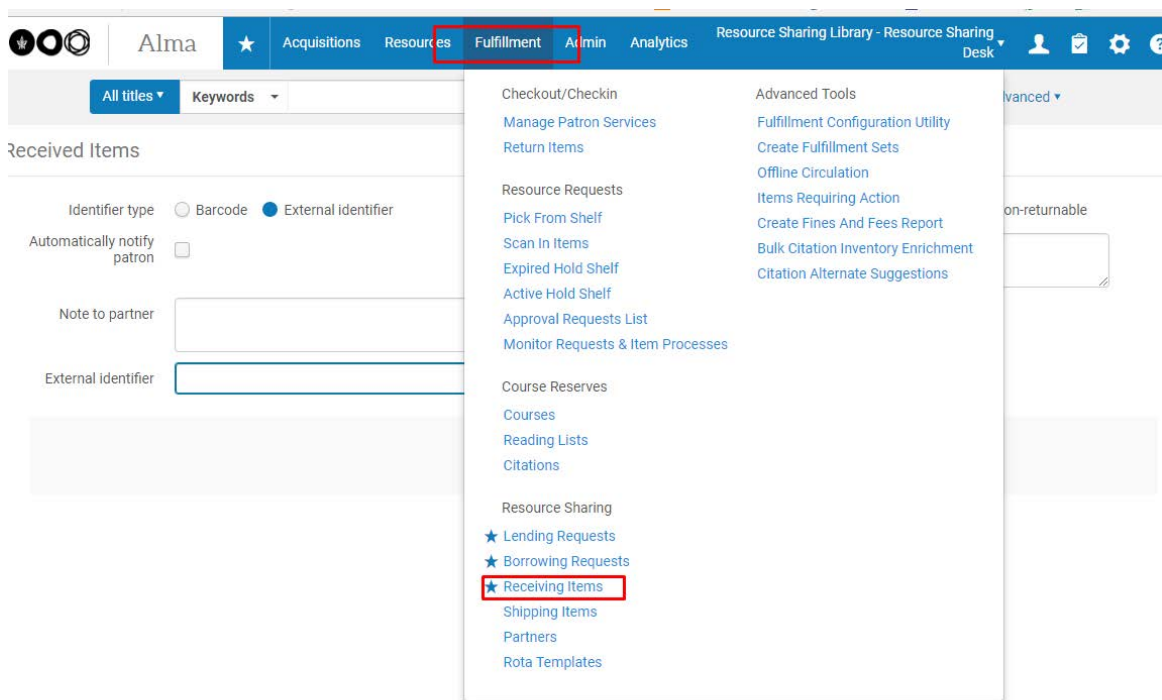 Alma
Acquisitions
Resources
Fulfillment
Admin
Analytics
Resource Sharing Library - Resource Sharing
Desk
All titles
Keywords
Received Items
Identifier type
Barcode
External identifier
on-returnable
Automatically notify
patron
Note to partner
External identifier
Checkout/Checkin
Manage Patron Services
Return Items
Resource Requests
Pick From Shelf
Scan In Items
Expired Hold Shelf
Active Hold Shelf
Approval Requests List
Monitor Requests & Item Processes
Course Reserves
Courses
Reading Lists
Citations
Resource Sharing
Lending Requests
Borrowing Requests
Receiving Items
Shipping Items
Partners
Rota Templates
Advanced Tools
Fulfillment Configuration Utility
Create Fulfillment Sets
Offline Circulation
Items Requiring Action
Create Fines And Fees Report
Bulk Citation Inventory Enrichment
Citation Alternate Suggestions
dvanced